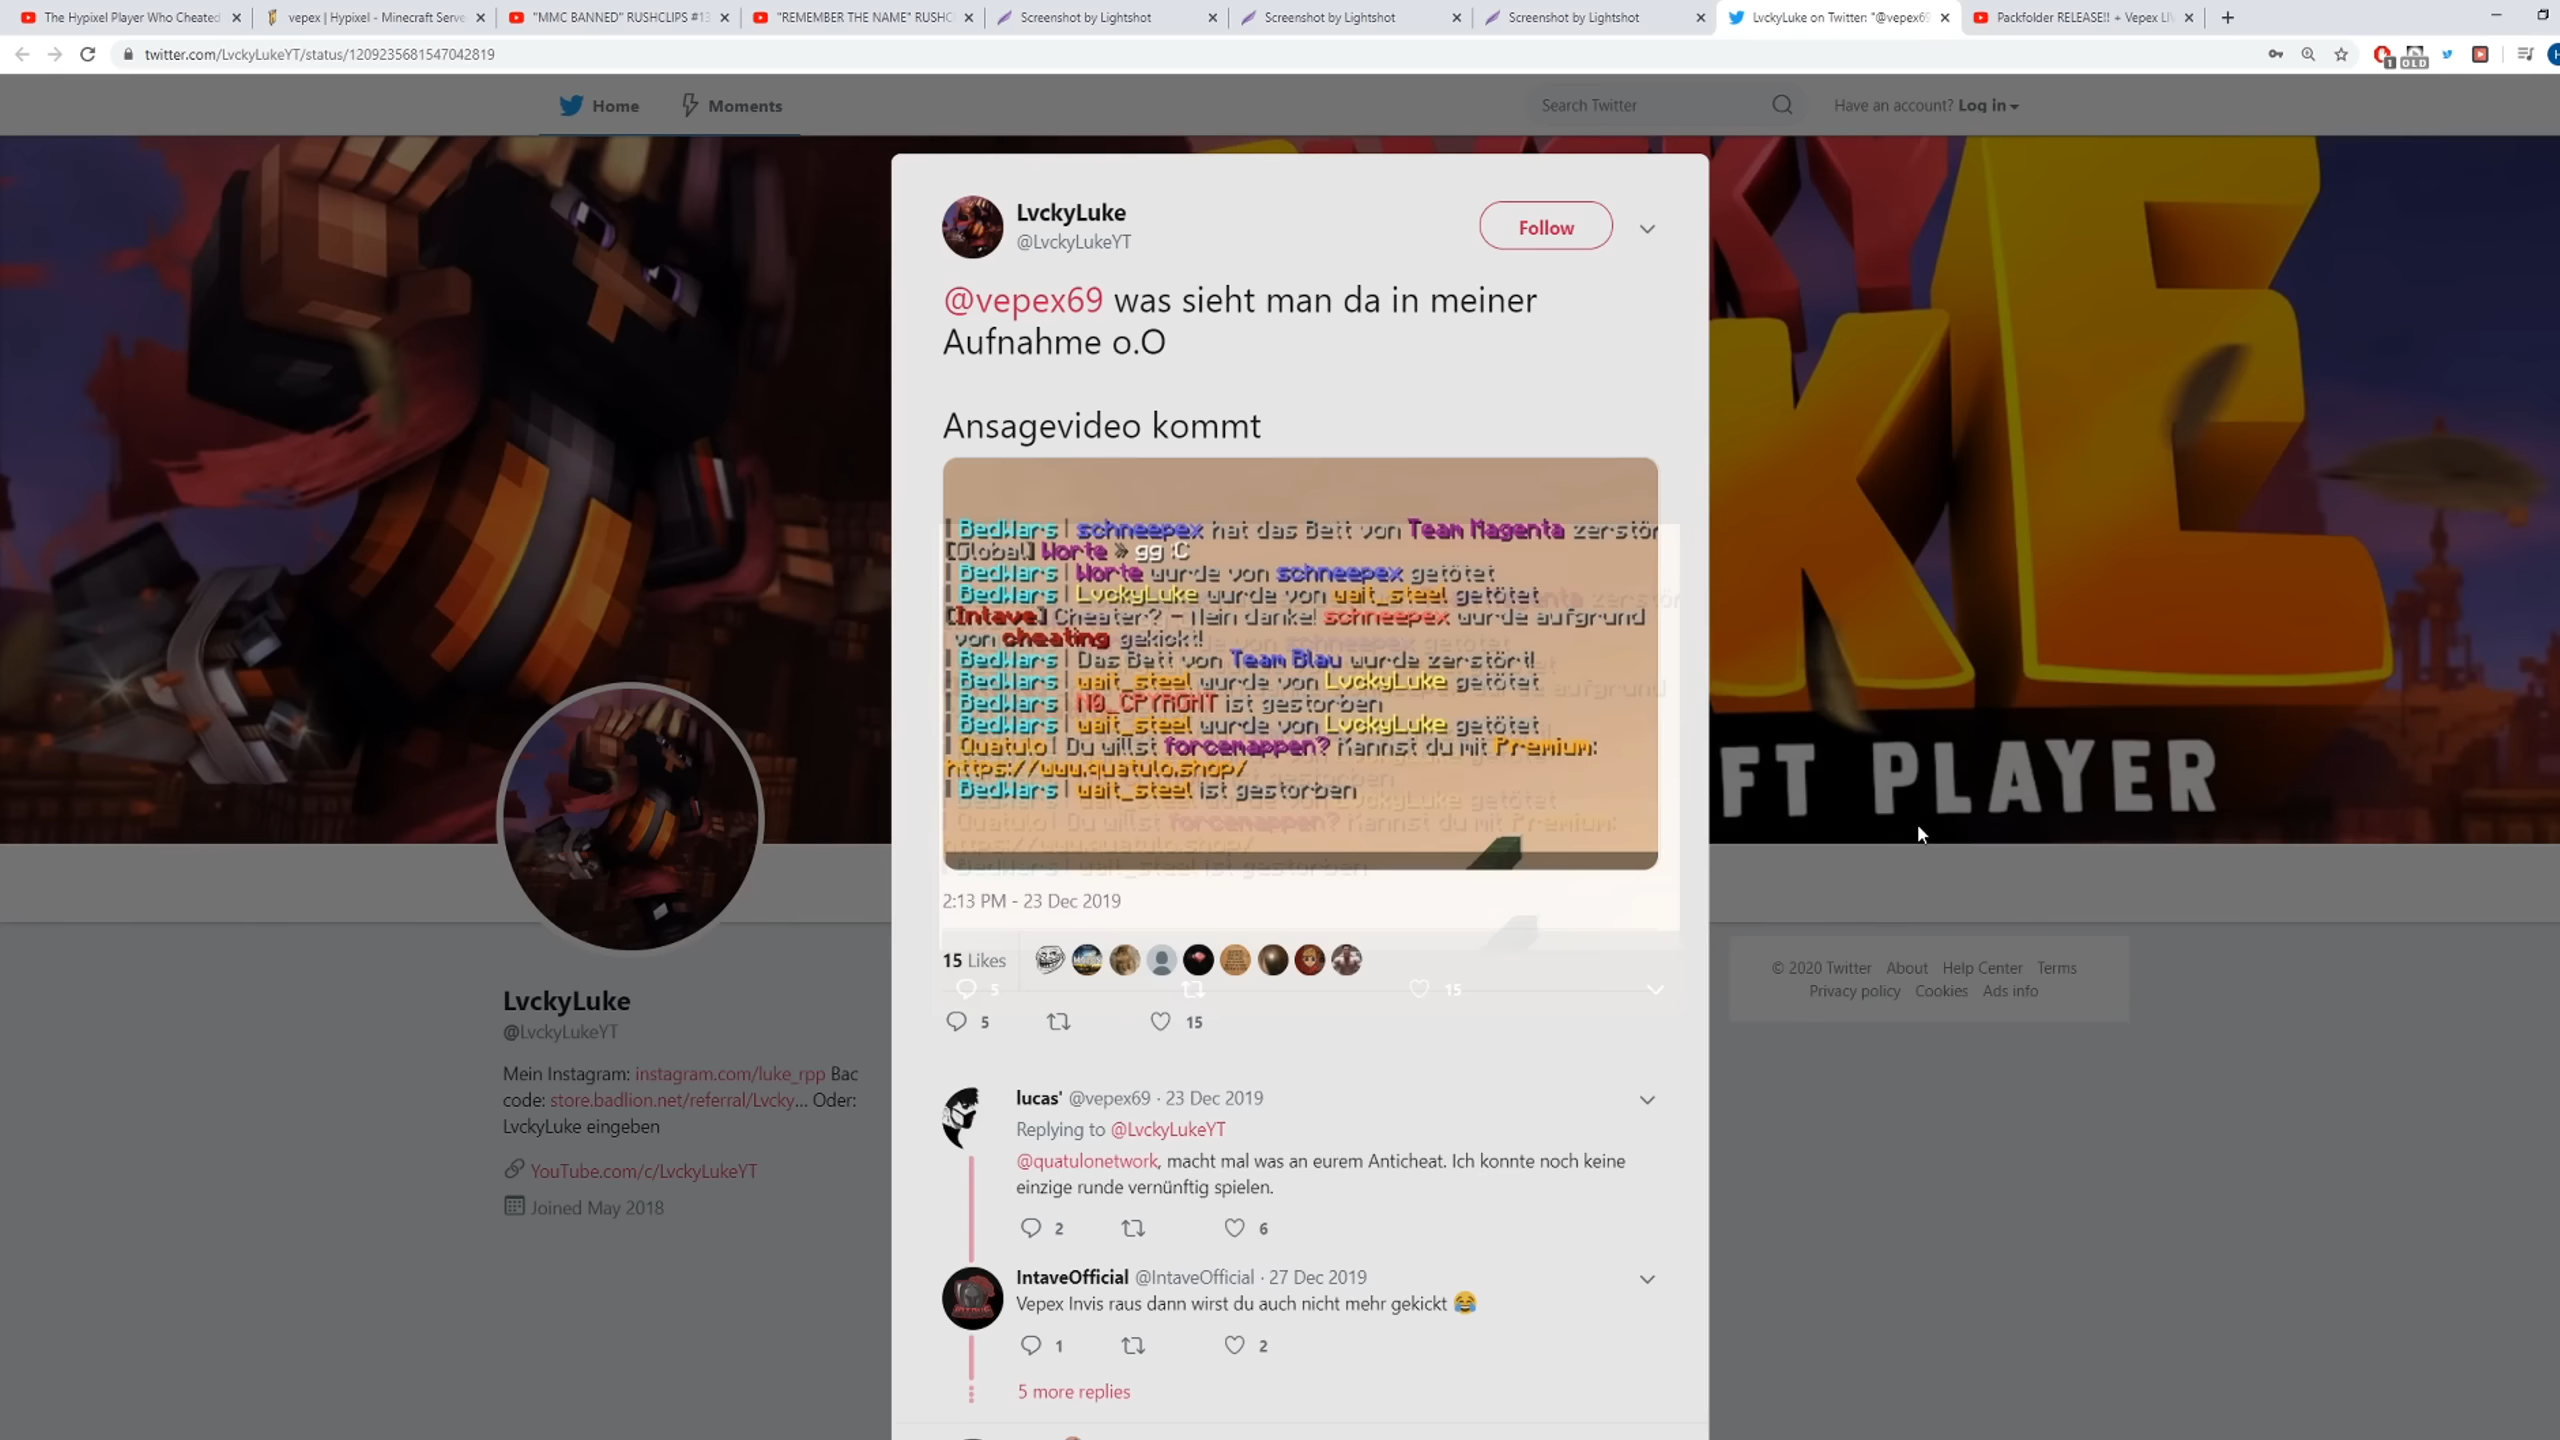 The Hypixel Player Who Cheated
vepex | Hypixel - Minecraft Serve
"MMC BANNED" RUSHCLIPS #13
"REMEMBER THE NAME" RUSHC
Screenshot by Lightshot
Screenshot by Lightshot
Screenshot by Lightshot
LvckyLuke on Twitter: "@vepex69
Packfolder RELEASE!! + Vepex LIV
twitter.com/LvckyLukeYT/status/1209235681547042819
1
OLD
H
Home
Moments
Search Twitter
Have an account? Log in
KE
FT PLAYER
LvckyLuke
@LvckyLukeYT
Follow
@vepex69 was sieht man da in meiner
Aufnahme o.O
Ansagevideo kommt
| BedWars | schneepex hat das Bett von Team Magenta zerstör
[Global] Worte » gg :C
| BedWars | Worte wurde von schneepex getötet
| BedWars | LvckyLuke wurde von wait_steel getötet
[Intave] Cheater? - Nein danke! schneepex wurde aufgrund
von cheating gekickt!
| BedWars | Das Bett von Team Blau wurde zerstört!
| BedWars | wait_steel wurde von LvckyLuke getötet
| BedWars | N0_CPYRGHT ist gestorben
| BedWars | wait_steel wurde von LvckyLuke getötet
| Quatulo | Du willst forcemappen? Kannst du mit Premium:
https://www.quatulo.shop/
| BedWars | wait_steel ist gestorben
2:13 PM - 23 Dec 2019
15 Likes
5 15
5 15
lucas' @vepex69 · 23 Dec 2019
Replying to @LvckyLukeYT
@quatulonetwork, macht mal was an eurem Anticheat. Ich konnte noch keine
einzige runde vernünftig spielen.
2 6
IntaveOfficial @IntaveOfficial · 27 Dec 2019
Vepex Invis raus dann wirst du auch nicht mehr gekickt 😂
1 2
5 more replies
LvckyLuke
@LvckyLukeYT
Mein Instagram: instagram.com/luke_rpp Bac
code: store.badlion.net/referral/Lvcky... Oder:
LvckyLuke eingeben
YouTube.com/c/LvckyLukeYT
Joined May 2018
© 2020 Twitter About Help Center Terms
Privacy policy Cookies Ads info